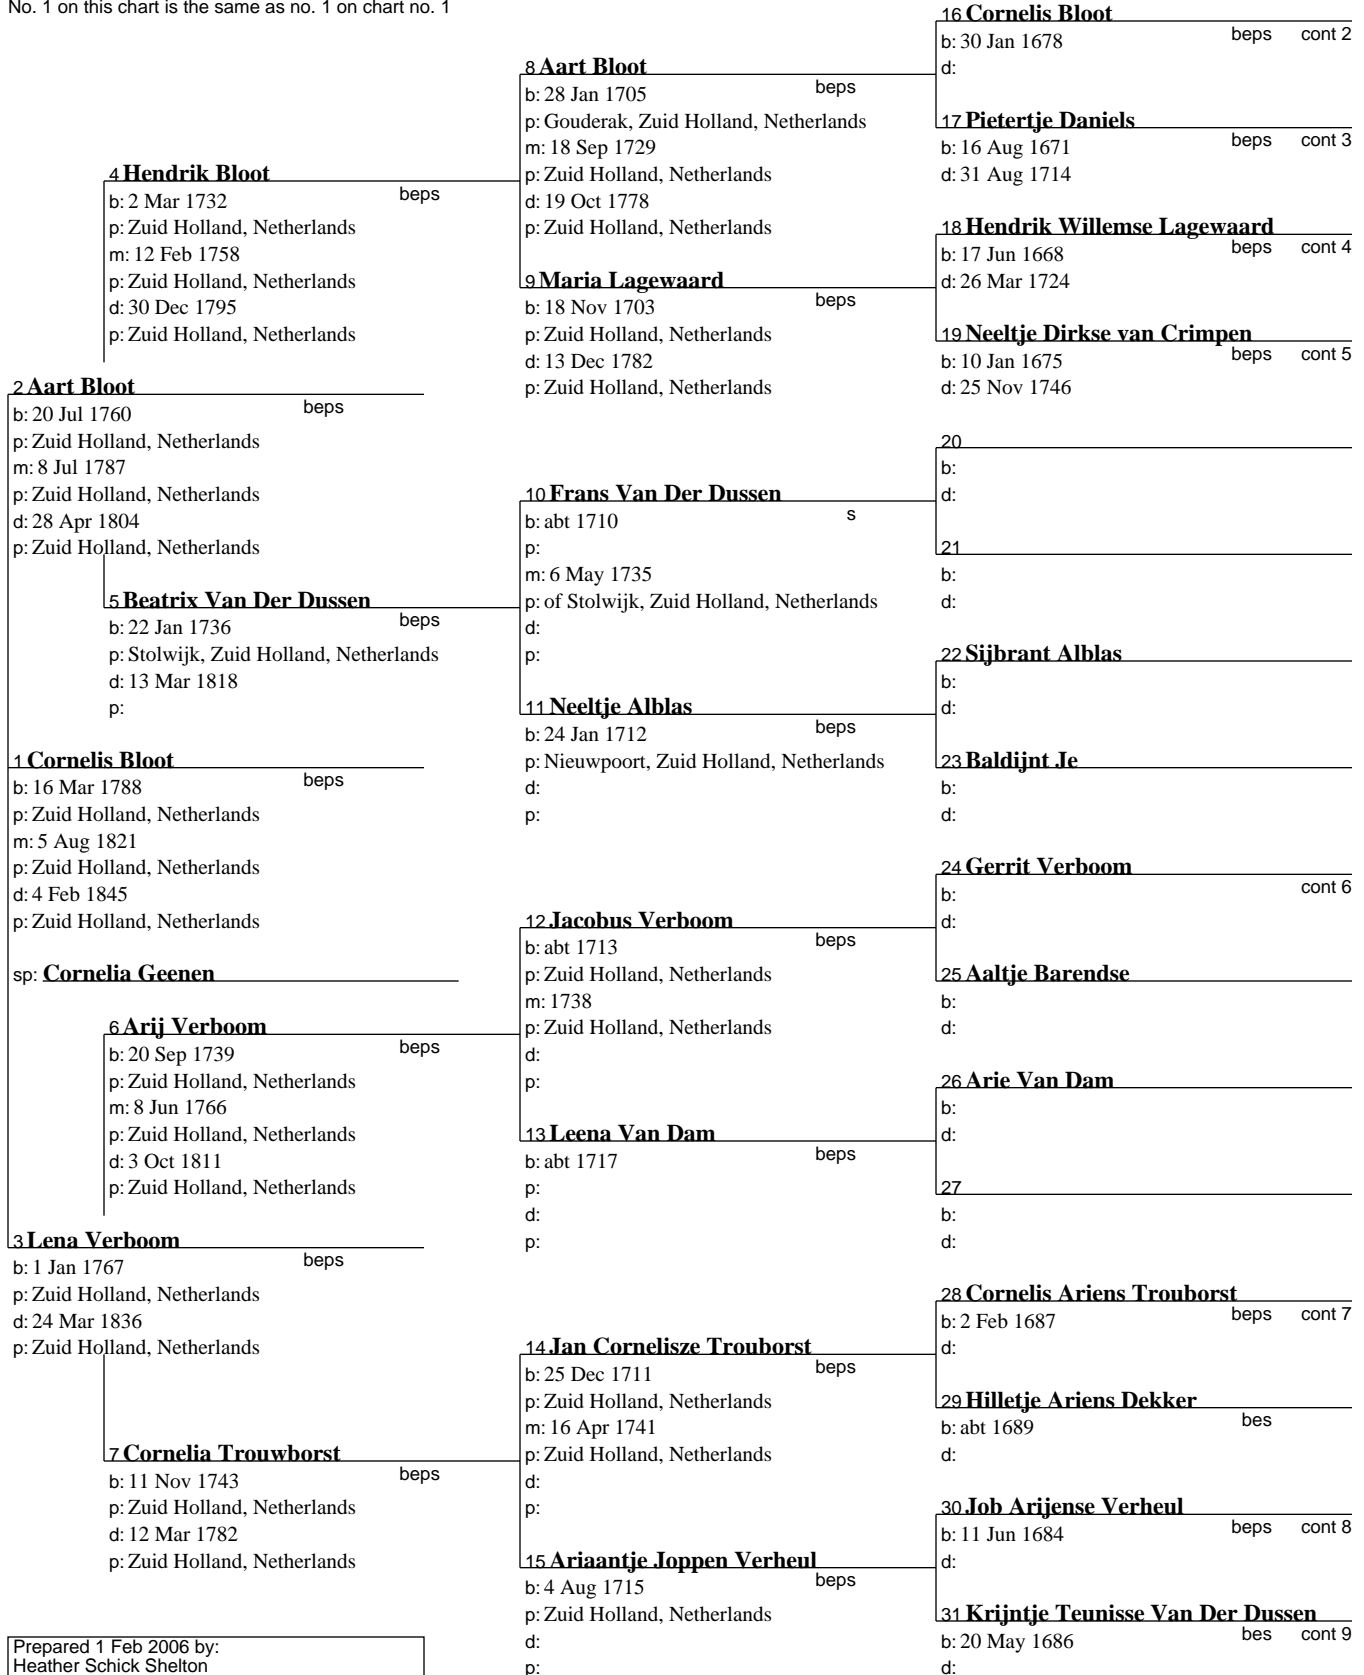 No. 1 on this chart is the same as no. 1 on chart no. 1
2 Aart Bloot
beps
b: 20 Jul 1760
p: Zuid Holland, Netherlands
m: 8 Jul 1787
p: Zuid Holland, Netherlands
d: 28 Apr 1804
p: Zuid Holland, Netherlands
1 Cornelis Bloot
beps
b: 16 Mar 1788
p: Zuid Holland, Netherlands
m: 5 Aug 1821
p: Zuid Holland, Netherlands
d: 4 Feb 1845
p: Zuid Holland, Netherlands
sp: Cornelia Geenen
3 Lena Verboom
beps
b: 1 Jan 1767
p: Zuid Holland, Netherlands
d: 24 Mar 1836
p: Zuid Holland, Netherlands
4 Hendrik Bloot
beps
b: 2 Mar 1732
p: Zuid Holland, Netherlands
m: 12 Feb 1758
p: Zuid Holland, Netherlands
d: 30 Dec 1795
p: Zuid Holland, Netherlands
5 Beatrix Van Der Dussen
beps
b: 22 Jan 1736
p: Stolwijk, Zuid Holland, Netherlands
d: 13 Mar 1818
p:
6 Arij Verboom
beps
b: 20 Sep 1739
p: Zuid Holland, Netherlands
m: 8 Jun 1766
p: Zuid Holland, Netherlands
d: 3 Oct 1811
p: Zuid Holland, Netherlands
7 Cornelia Trouwborst
beps
b: 11 Nov 1743
p: Zuid Holland, Netherlands
d: 12 Mar 1782
p: Zuid Holland, Netherlands
8 Aart Bloot
beps
b: 28 Jan 1705
p: Gouderak, Zuid Holland, Netherlands
m: 18 Sep 1729
p: Zuid Holland, Netherlands
d: 19 Oct 1778
p: Zuid Holland, Netherlands
9 Maria Lagewaard
beps
b: 18 Nov 1703
p: Zuid Holland, Netherlands
d: 13 Dec 1782
p: Zuid Holland, Netherlands
10 Frans Van Der Dussen
s
b: abt 1710
p:
m: 6 May 1735
p: of Stolwijk, Zuid Holland, Netherlands
d:
p:
11 Neeltje Alblas
beps
b: 24 Jan 1712
p: Nieuwpoort, Zuid Holland, Netherlands
d:
p:
12 Jacobus Verboom
beps
b: abt 1713
p: Zuid Holland, Netherlands
m: 1738
p: Zuid Holland, Netherlands
d:
p:
13 Leena Van Dam
beps
b: abt 1717
p:
d:
p:
14 Jan Cornelisze Trouborst
beps
b: 25 Dec 1711
p: Zuid Holland, Netherlands
m: 16 Apr 1741
p: Zuid Holland, Netherlands
d:
p:
15 Ariaantje Joppen Verheul
beps
b: 4 Aug 1715
p: Zuid Holland, Netherlands
d:
p:
16 Cornelis Bloot
beps cont 2
b: 30 Jan 1678
d:
17 Pietertje Daniels
beps cont 3
b: 16 Aug 1671
d: 31 Aug 1714
18 Hendrik Willemse Lagewaard
beps cont 4
b: 17 Jun 1668
d: 26 Mar 1724
19 Neeltje Dirkse van Crimpen
beps cont 5
b: 10 Jan 1675
d: 25 Nov 1746
20
b:
d:
21
b:
d:
22 Sijbrant Alblas
b:
d:
23 Baldijnt Je
b:
d:
24 Gerrit Verboom
cont 6
b:
d:
25 Aaltje Barendse
b:
d:
26 Arie Van Dam
b:
d:
27
b:
d:
28 Cornelis Ariens Trouborst
beps cont 7
b: 2 Feb 1687
d:
29 Hilletje Ariens Dekker
bes
b: abt 1689
d:
30 Job Arijense Verheul
beps cont 8
b: 11 Jun 1684
d:
31 Krijntje Teunisse Van Der Dussen
bes cont 9
b: 20 May 1686
d:
Prepared 1 Feb 2006 by:
Heather Schick Shelton